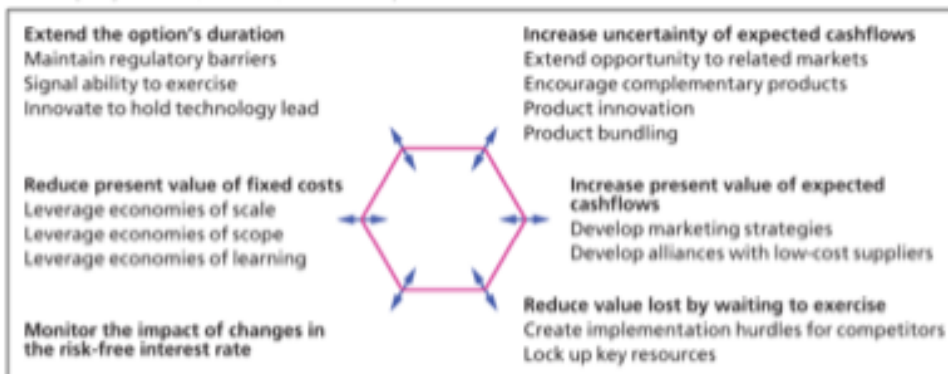 Extend the option's duration
Maintain regulatory barriers
Signal ability to exercise
Innovate to hold technology lead
Increase uncertainty of expected cashflows
Extend opportunity to related markets
Encourage complementary products
Product innovation
Product bundling
Reduce present value of fixed costs
Leverage economies of scale
Leverage economies of scope
Leverage economies of learning
Increase present value of expected
cashflows
Develop marketing strategies
Develop alliances with low-cost suppliers
Monitor the impact of changes in
the risk-free interest rate
Reduce value lost by waiting to exercise
Create implementation hurdles for competitors
Lock up key resources